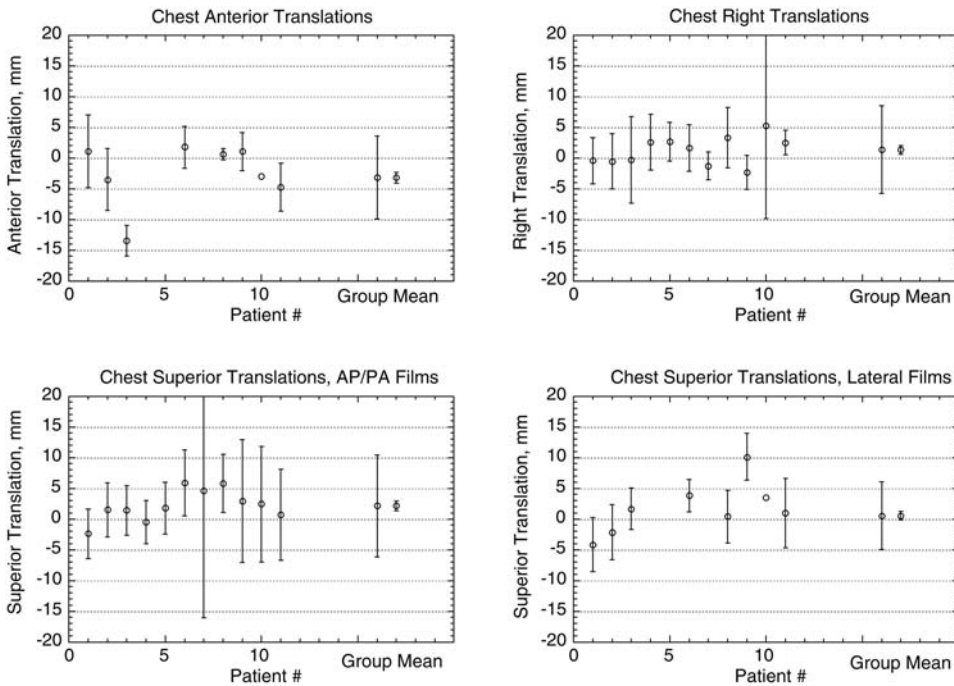 Chest Anterior Translations
20
15
10
5
0
-5
-10
-15
-20
Anterior Translation, mm
0 5 10 Group Mean
Patient #
Chest Right Translations
20
15
10
5
0
-5
-10
-15
-20
Right Translation, mm
0 5 10 Group Mean
Patient #
Chest Superior Translations, AP/PA Films
20
15
10
5
0
-5
-10
-15
-20
Superior Translation, mm
0 5 10 Group Mean
Patient #
Chest Superior Translations, Lateral Films
20
15
10
5
0
-5
-10
-15
-20
Superior Translation, mm
0 5 10 Group Mean
Patient #